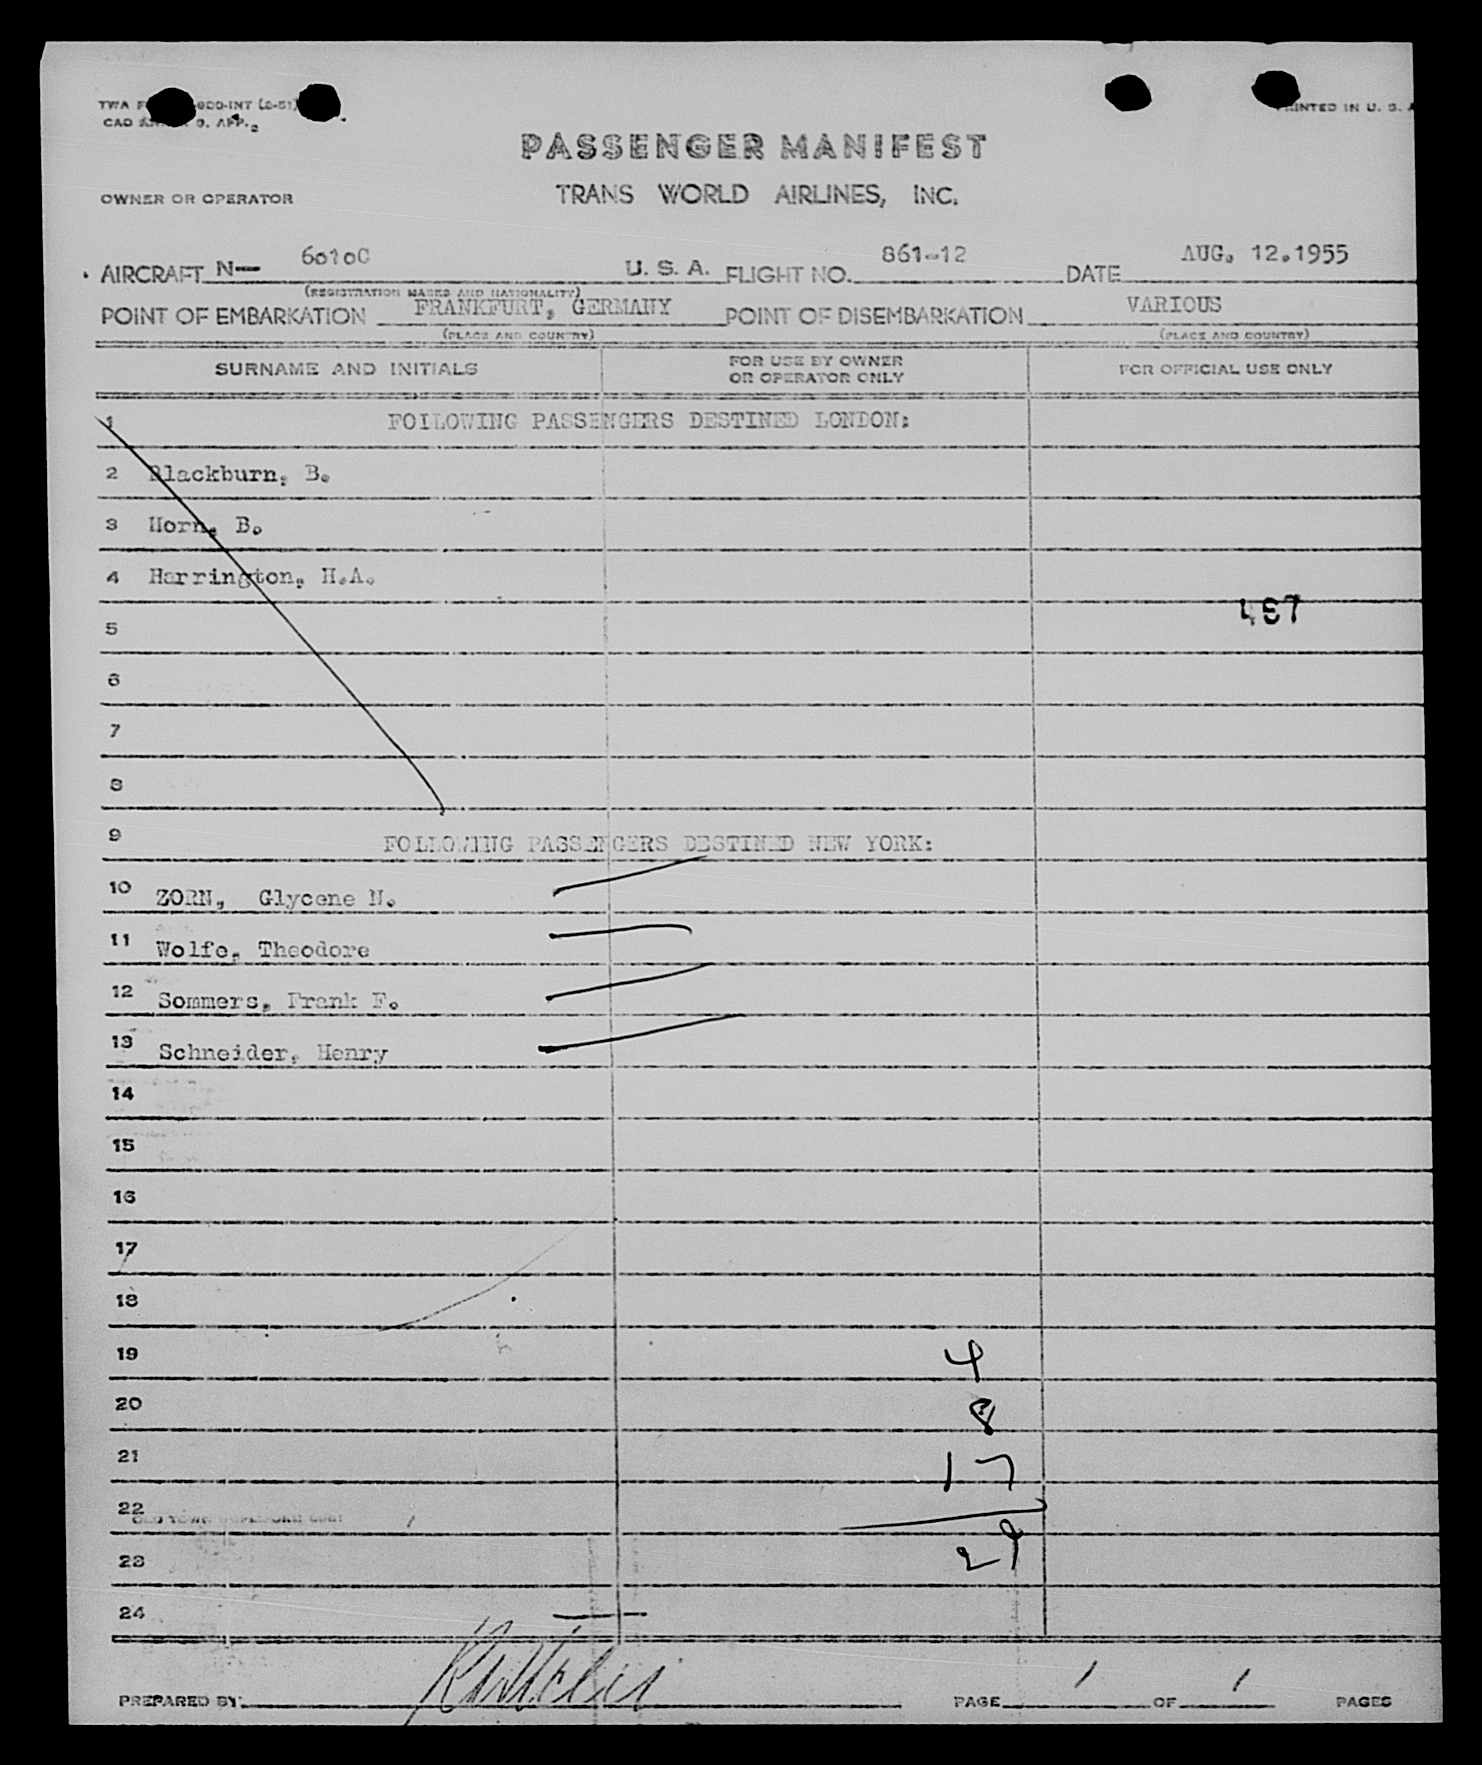 PRINTED IN U. S. A
CAO
PASSENGER MANIFEST
OWNER OR OPERATOR TRANS WORLD AIRLINES, INC.
AIRCRAFT N— 6010C U. S. A. FLIGHT NO. 861-12 DATE AUG. 12.1955
(REGISTRATION MARKS AND NATIONALITY)
POINT OF EMBARKATION FRANKFURT, GERMANY POINT OF DISEMBARKATION VARIOUS
(PLACE AND COUNTRY) (PLACE AND COUNTRY)
SURNAME AND INITIALS FOR USE BY OWNER OR OPERATOR ONLY FOR OFFICIAL USE ONLY
1 FOLLOWING PASSENGERS DESTINED LONDON:
2 Blackburn, B.
3 Horn, B.
4 Harrington, H.A.
487
5
6
7
8
9 FOLLOWING PASSENGERS DESTINED NEW YORK:
10 ZORN, Glycene N.
11 Wolfe, Theodore
12 Sommers, Frank F.
13 Schneider, Henry
14
15
16
17
18
19 4
20 8
21 17
22
23 29
24
PREPARED BY PAGE 1 OF 1 PAGES